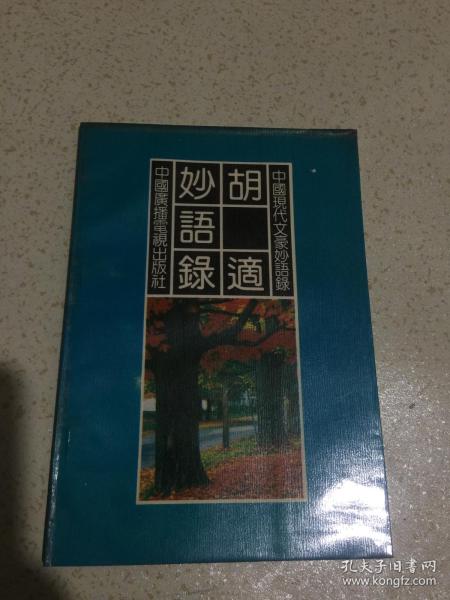 中國現代文豪妙語錄
胡適
妙語錄
中國廣播電視出版社
孔夫子旧书网
www.kongfz.com